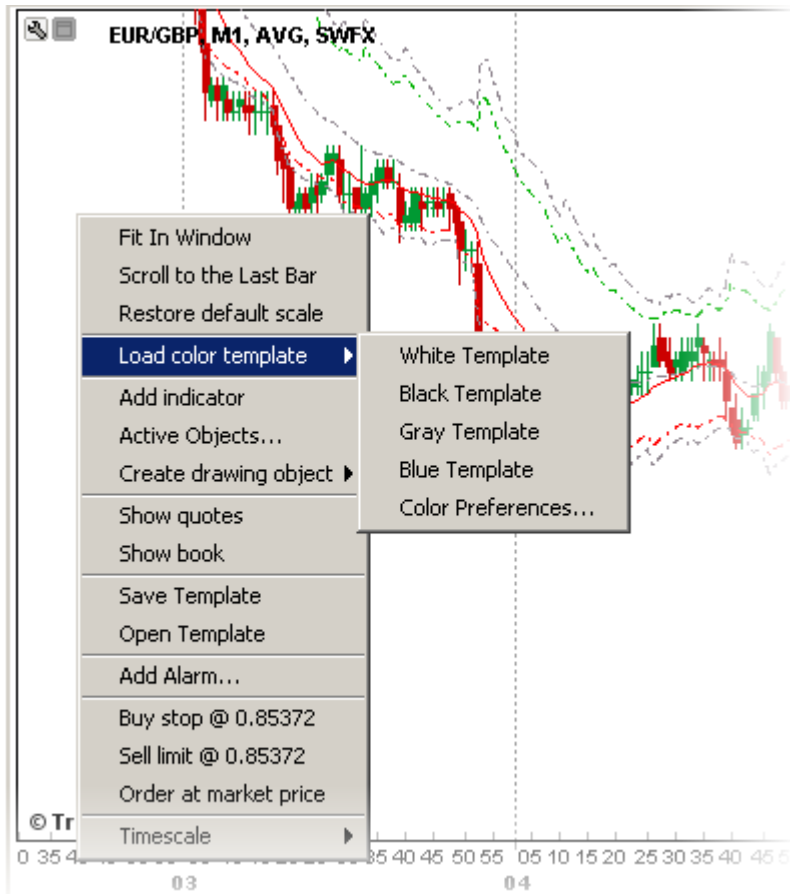 EUR/GBP, M1, AVG, SWFX
Fit In Window
Scroll to the Last Bar
Restore default scale
Load color template
White Template
Black Template
Gray Template
Blue Template
Color Preferences...
Add indicator
Active Objects...
Create drawing object
Show quotes
Show book
Save Template
Open Template
Add Alarm...
Buy stop @ 0.85372
Sell limit @ 0.85372
Order at market price
Timescale
© Tr
0 35 40 45 50 55 05 10 15 20 25 30 35 40 45
03 04